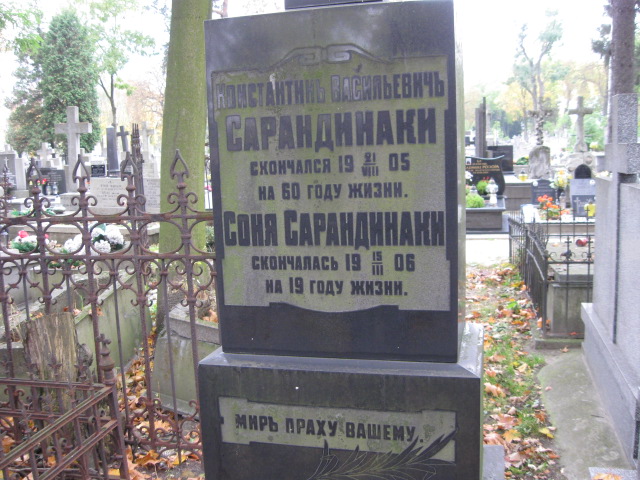 Константинъ Васильевичъ
САРАНДИНАКИ
скончался 19 21/VIII 05
на 60 году жизни.
Соня Сарандинаки
скончалась 19 15/III 06
на 19 году жизни.
Миръ праху вашему.